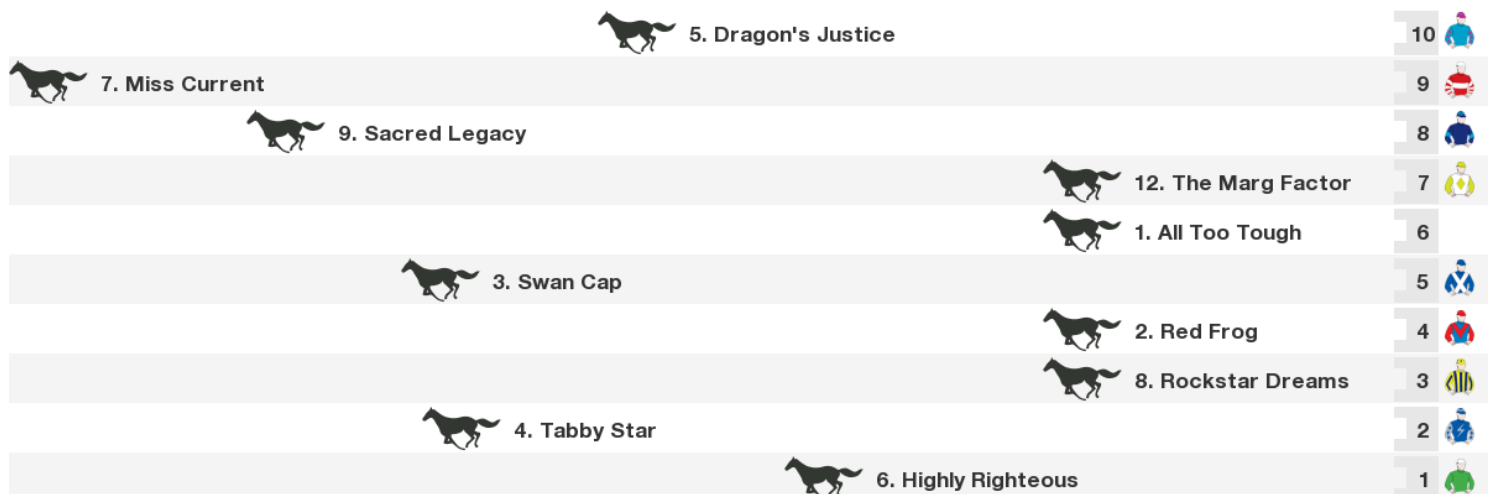 5. Dragon's Justice 10
7. Miss Current 9
9. Sacred Legacy 8
12. The Marg Factor 7
1. All Too Tough 6
3. Swan Cap 5
2. Red Frog 4
8. Rockstar Dreams 3
4. Tabby Star 2
6. Highly Righteous 1